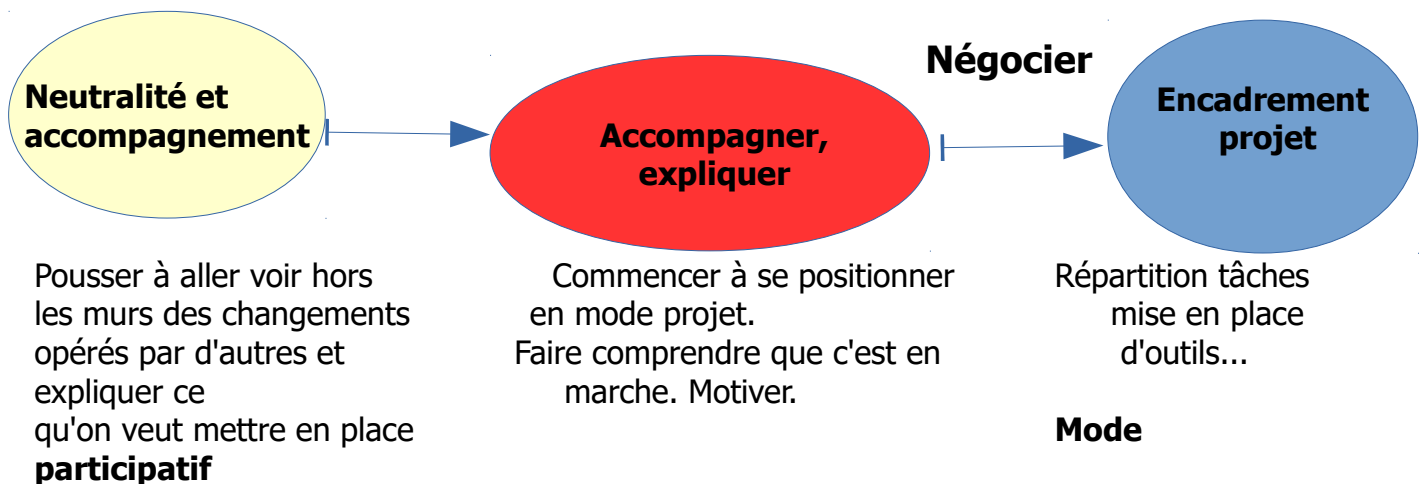 Neutralité et
accompagnement
Accompagner,
expliquer
Négocier
Encadrement
projet
Pousser à aller voir hors
les murs des changements
opérés par d'autres et
expliquer ce
qu'on veut mettre en place
participatif
Commencer à se positionner
en mode projet.
Faire comprendre que c'est en
marche. Motiver.
Répartition tâches
mise en place
d'outils...
Mode